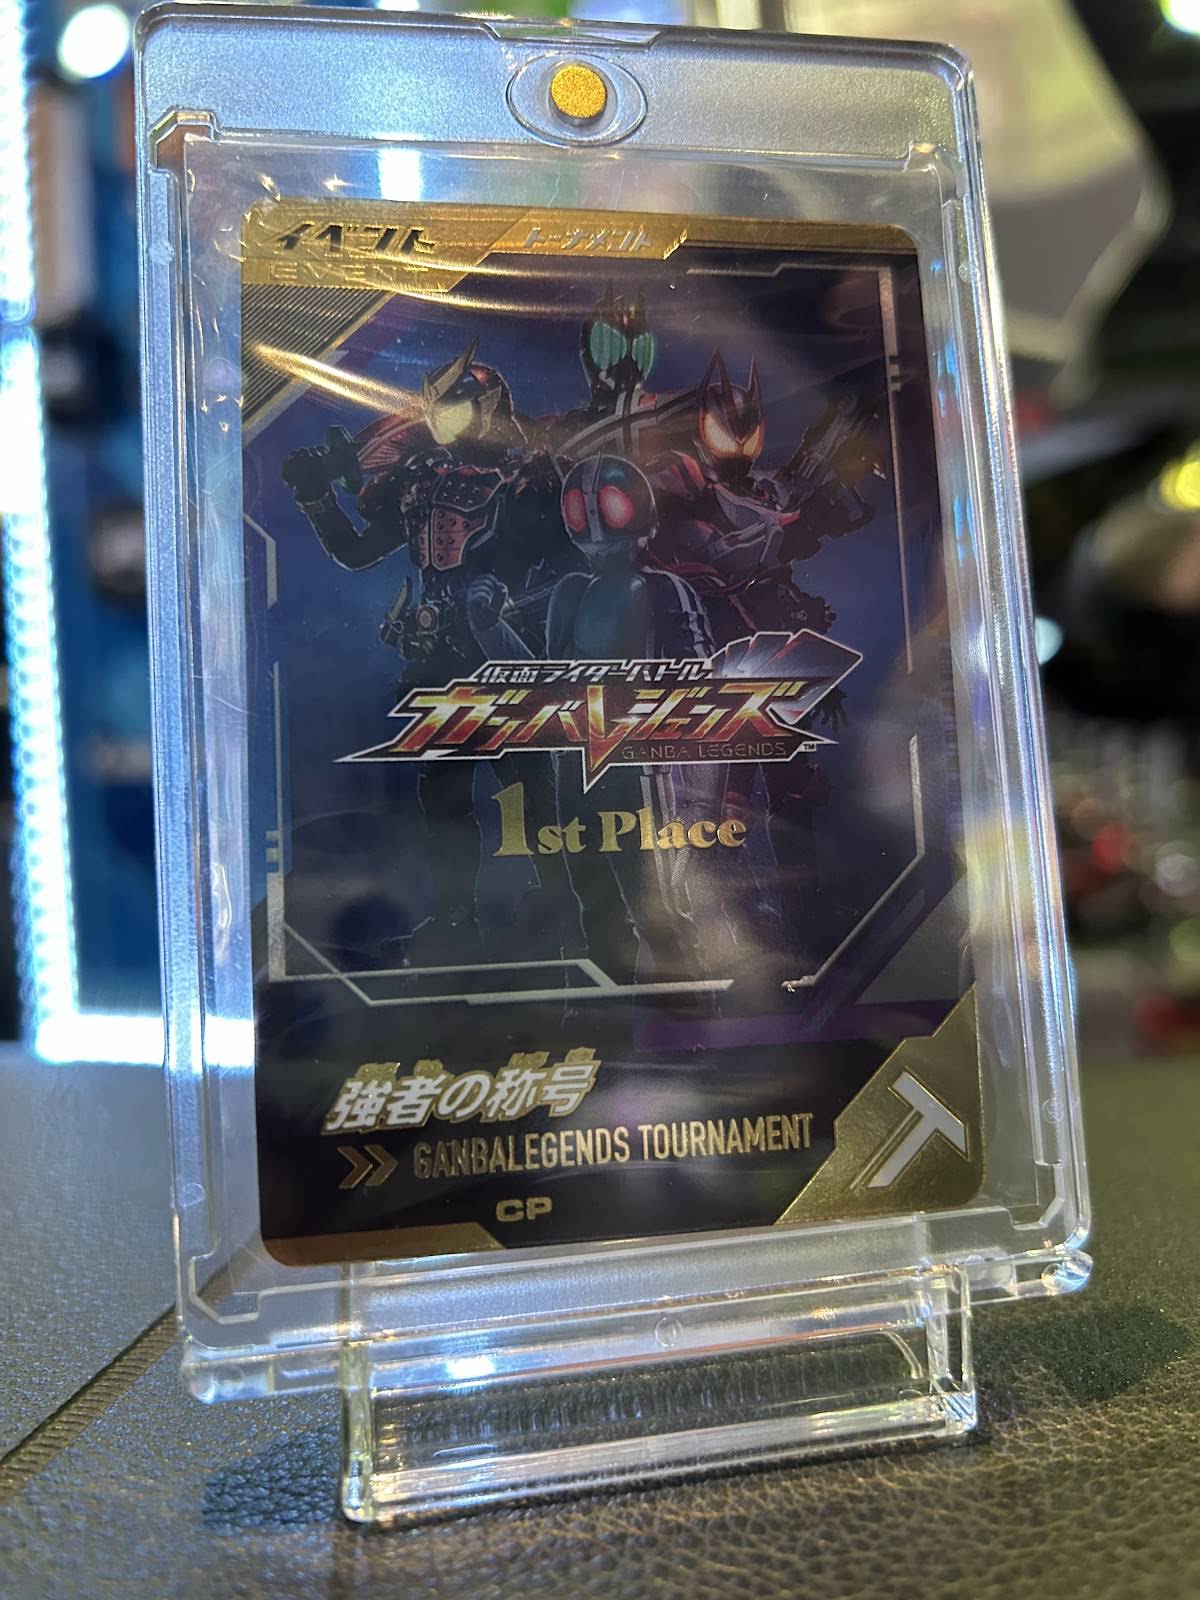 イベント
EVENT
トーナメント
仮面ライダーバトル
ガンバレジェンズ
GANBA LEGENDS
TM
1st Place
強者の称号
GANBALEGENDS TOURNAMENT
CP
T